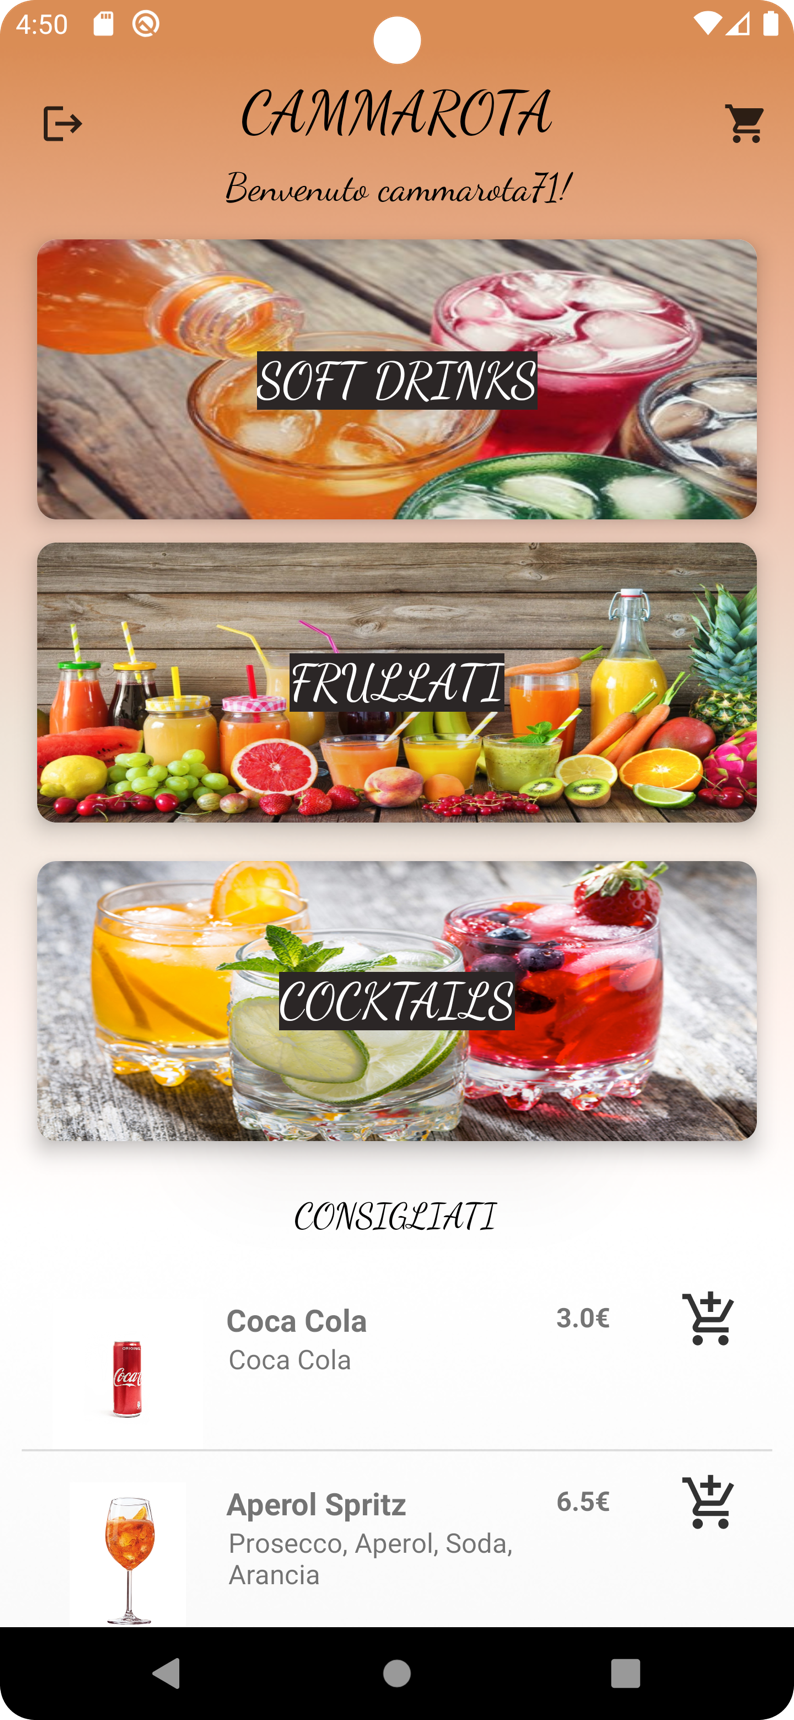 4:50
CAMMAROTA
Benvenuto cammarota71!
SOFT DRINKS
FRULLATI
COCKTAILS
CONSIGLIATI
Coca Cola 3.0€
Coca Cola
Aperol Spritz 6.5€
Prosecco, Aperol, Soda,
Arancia